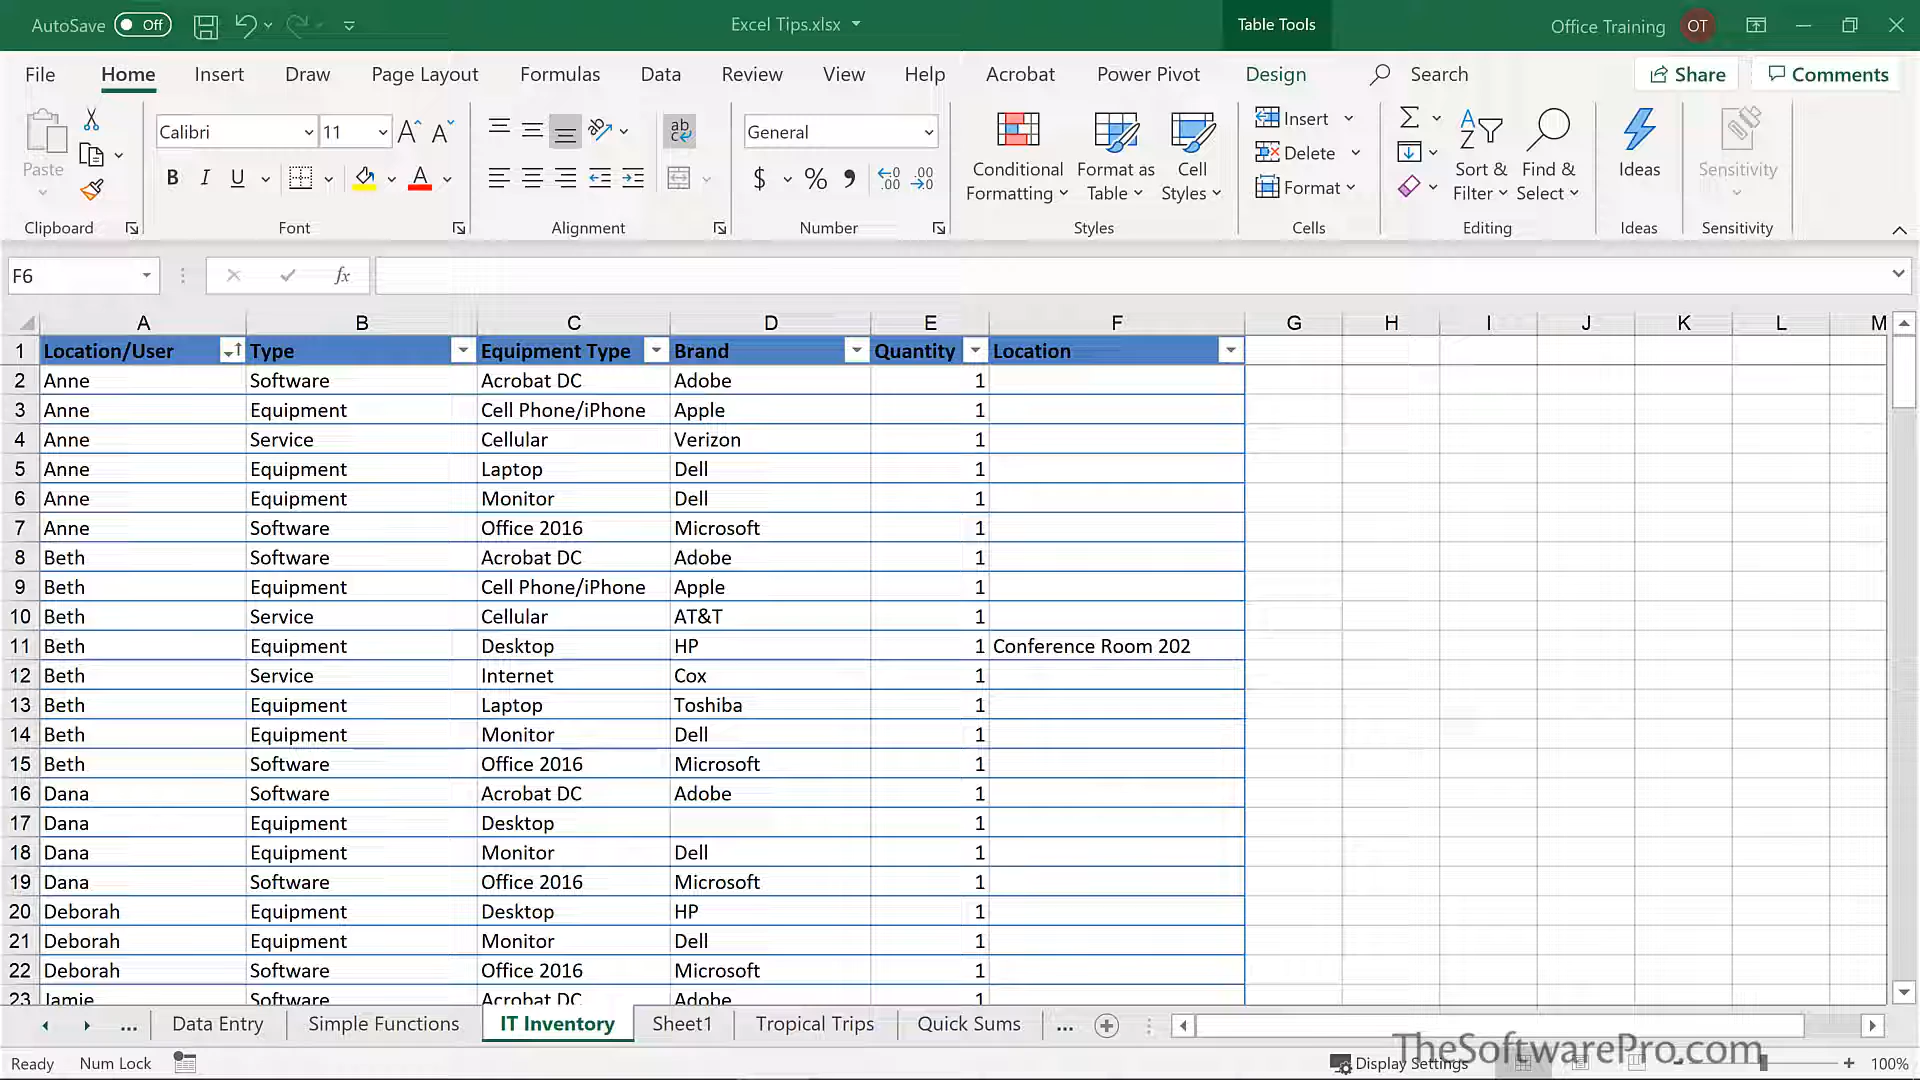 AutoSave Off Excel Tips.xlsx Table Tools Office Training OT
File Home Insert Draw Page Layout Formulas Data Review View Help Acrobat Power Pivot Design Search Share Comments
Paste Calibri 11 General Conditional Formatting Format as Table Cell Styles Insert Delete Format Sort & Filter Find & Select Ideas Sensitivity
Clipboard Font Alignment Number Styles Cells Editing Ideas Sensitivity
F6 fx
A B C D E F G H I J K L M
1 Location/User Type Equipment Type Brand Quantity Location
2 Anne Software Acrobat DC Adobe 1
3 Anne Equipment Cell Phone/iPhone Apple 1
4 Anne Service Cellular Verizon 1
5 Anne Equipment Laptop Dell 1
6 Anne Equipment Monitor Dell 1
7 Anne Software Office 2016 Microsoft 1
8 Beth Software Acrobat DC Adobe 1
9 Beth Equipment Cell Phone/iPhone Apple 1
10 Beth Service Cellular AT&T 1
11 Beth Equipment Desktop HP 1 Conference Room 202
12 Beth Service Internet Cox 1
13 Beth Equipment Laptop Toshiba 1
14 Beth Equipment Monitor Dell 1
15 Beth Software Office 2016 Microsoft 1
16 Dana Software Acrobat DC Adobe 1
17 Dana Equipment Desktop 1
18 Dana Equipment Monitor Dell 1
19 Dana Software Office 2016 Microsoft 1
20 Deborah Equipment Desktop HP 1
21 Deborah Equipment Monitor Dell 1
22 Deborah Software Office 2016 Microsoft 1
23 Jamie Software Acrobat DC Adobe 1
... Data Entry Simple Functions IT Inventory Sheet1 Tropical Trips Quick Sums ...
TheSoftwarePro.com
Ready Num Lock Display Settings 100%